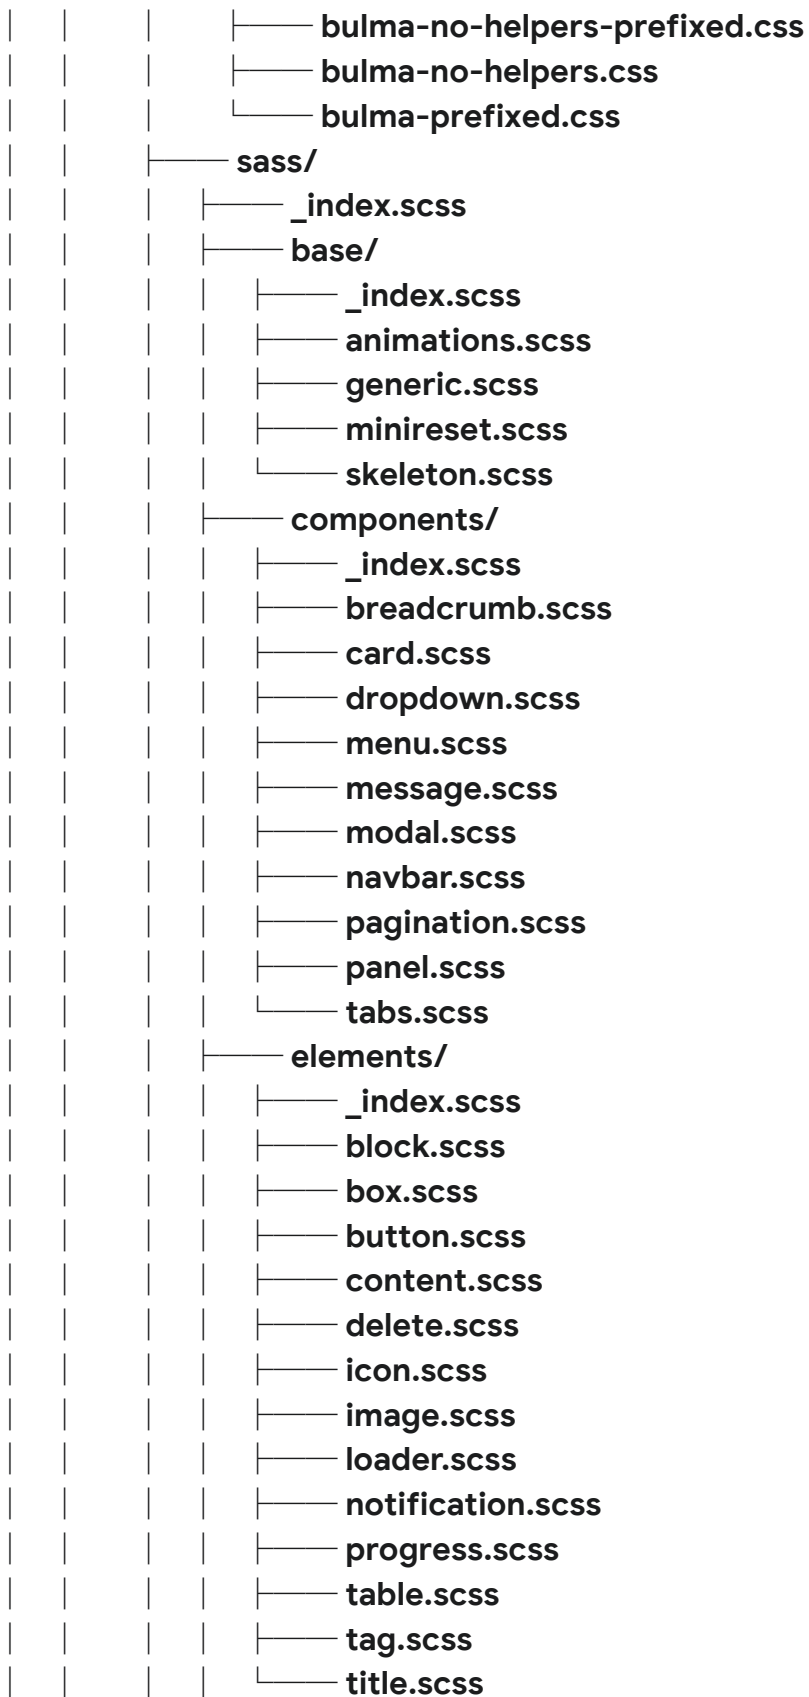 │ │ │ ├── bulma-no-helpers-prefixed.css
│ │ │ ├── bulma-no-helpers.css
│ │ │ └── bulma-prefixed.css
│ │ ├── sass/
│ │ │ ├── _index.scss
│ │ │ ├── base/
│ │ │ │ ├── _index.scss
│ │ │ │ ├── animations.scss
│ │ │ │ ├── generic.scss
│ │ │ │ ├── minireset.scss
│ │ │ │ └── skeleton.scss
│ │ │ ├── components/
│ │ │ │ ├── _index.scss
│ │ │ │ ├── breadcrumb.scss
│ │ │ │ ├── card.scss
│ │ │ │ ├── dropdown.scss
│ │ │ │ ├── menu.scss
│ │ │ │ ├── message.scss
│ │ │ │ ├── modal.scss
│ │ │ │ ├── navbar.scss
│ │ │ │ ├── pagination.scss
│ │ │ │ ├── panel.scss
│ │ │ │ └── tabs.scss
│ │ │ ├── elements/
│ │ │ │ ├── _index.scss
│ │ │ │ ├── block.scss
│ │ │ │ ├── box.scss
│ │ │ │ ├── button.scss
│ │ │ │ ├── content.scss
│ │ │ │ ├── delete.scss
│ │ │ │ ├── icon.scss
│ │ │ │ ├── image.scss
│ │ │ │ ├── loader.scss
│ │ │ │ ├── notification.scss
│ │ │ │ ├── progress.scss
│ │ │ │ ├── table.scss
│ │ │ │ ├── tag.scss
│ │ │ │ └── title.scss